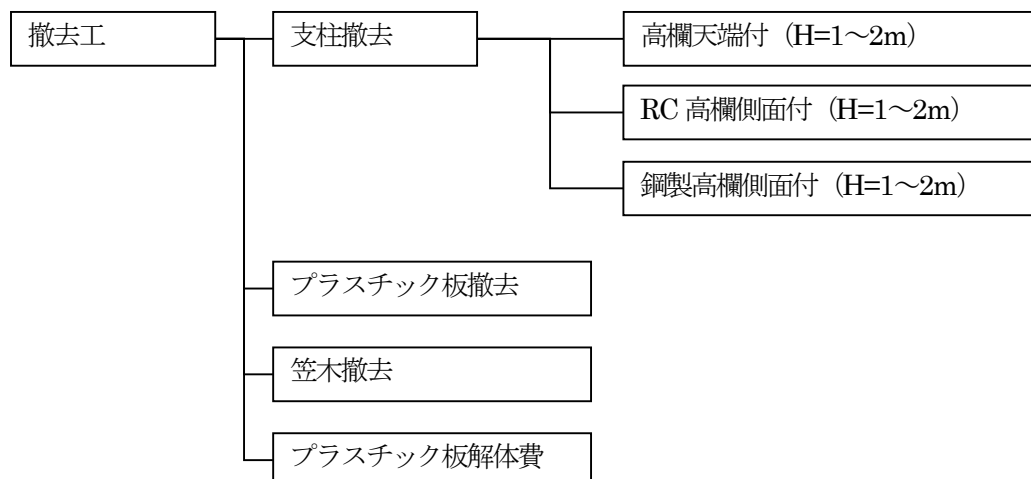 撤去工
支柱撤去
高欄天端付（H=1～2m）
RC 高欄側面付（H=1～2m）
鋼製高欄側面付（H=1～2m）
プラスチック板撤去
笠木撤去
プラスチック板解体費